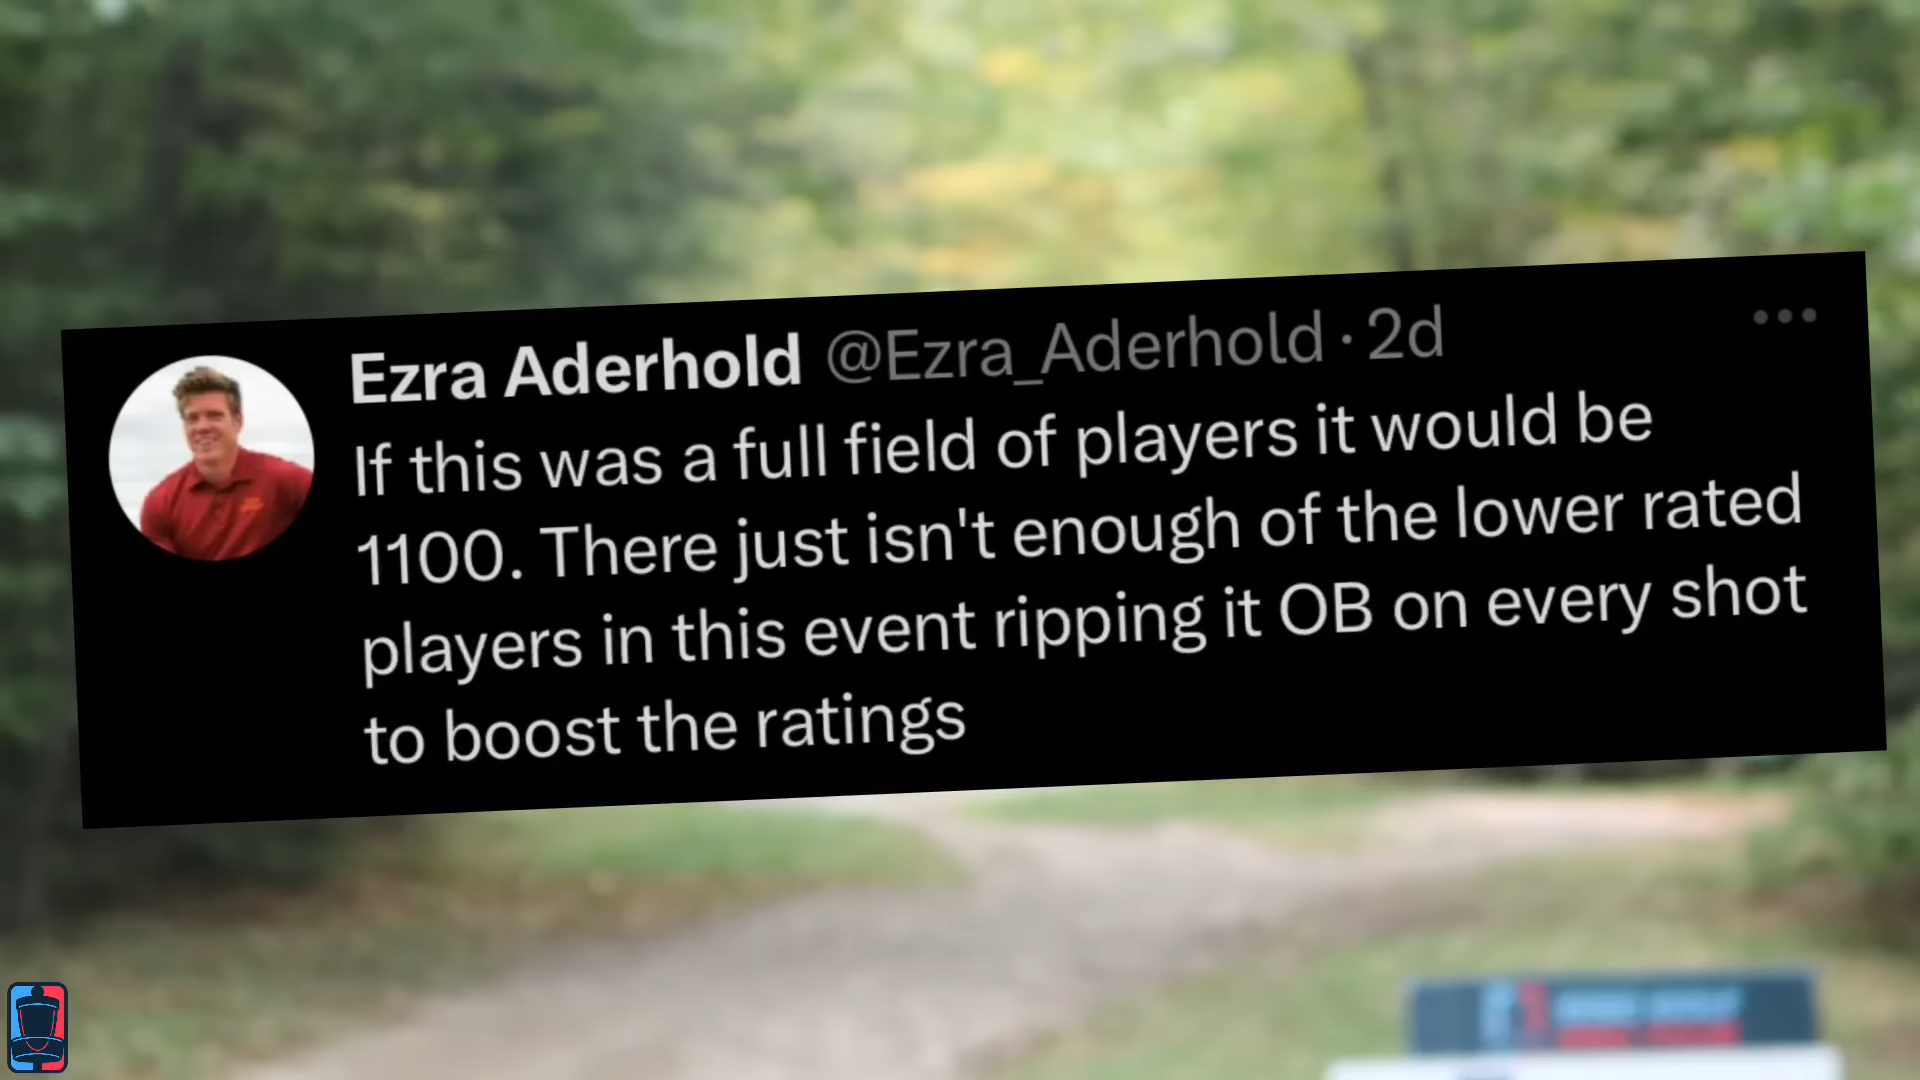 Ezra Aderhold @Ezra_Aderhold · 2d
If this was a full field of players it would be
1100. There just isn't enough of the lower rated
players in this event ripping it OB on every shot
to boost the ratings